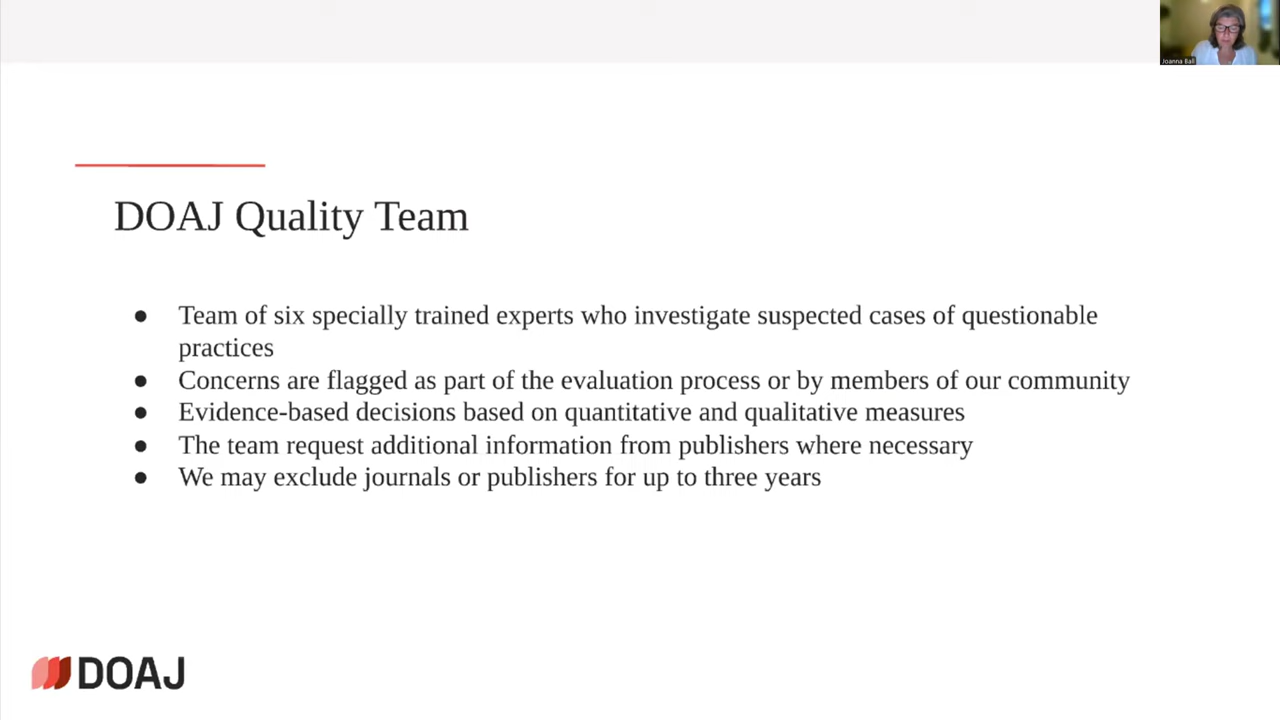 Joanna Ball
DOAJ Quality Team
● Team of six specially trained experts who investigate suspected cases of questionable
practices
● Concerns are flagged as part of the evaluation process or by members of our community
● Evidence-based decisions based on quantitative and qualitative measures
● The team request additional information from publishers where necessary
● We may exclude journals or publishers for up to three years
DOAJ